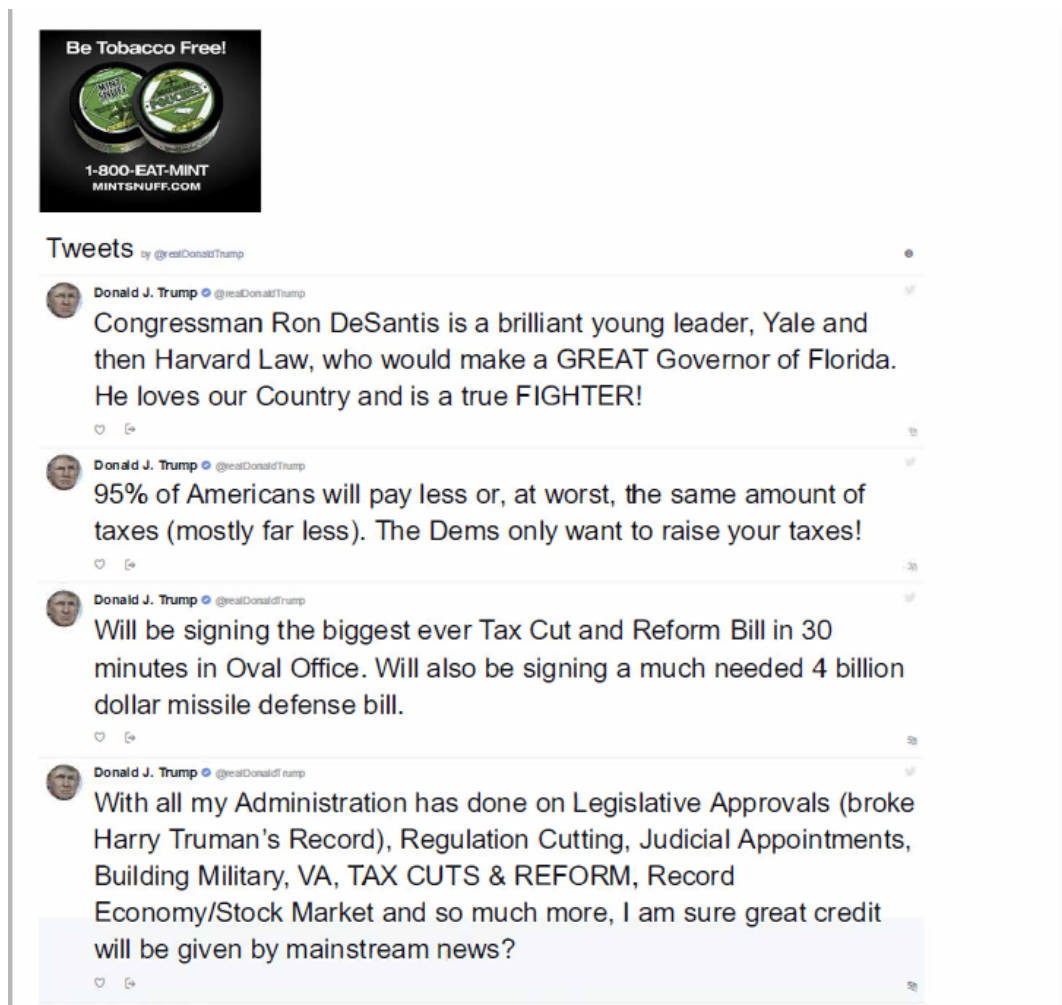 Be Tobacco Free!
MINT
SNUFF
POUCHES
1-800-EAT-MINT
MINTSNUFF.COM
Tweets by @realDonaldTrump
Donald J. Trump @realDonaldTrump
Congressman Ron DeSantis is a brilliant young leader, Yale and
then Harvard Law, who would make a GREAT Governor of Florida.
He loves our Country and is a true FIGHTER!
Donald J. Trump @realDonaldTrump
95% of Americans will pay less or, at worst, the same amount of
taxes (mostly far less). The Dems only want to raise your taxes!
Donald J. Trump @realDonaldTrump
Will be signing the biggest ever Tax Cut and Reform Bill in 30
minutes in Oval Office. Will also be signing a much needed 4 billion
dollar missile defense bill.
Donald J. Trump @realDonaldTrump
With all my Administration has done on Legislative Approvals (broke
Harry Truman’s Record), Regulation Cutting, Judicial Appointments,
Building Military, VA, TAX CUTS & REFORM, Record
Economy/Stock Market and so much more, I am sure great credit
will be given by mainstream news?